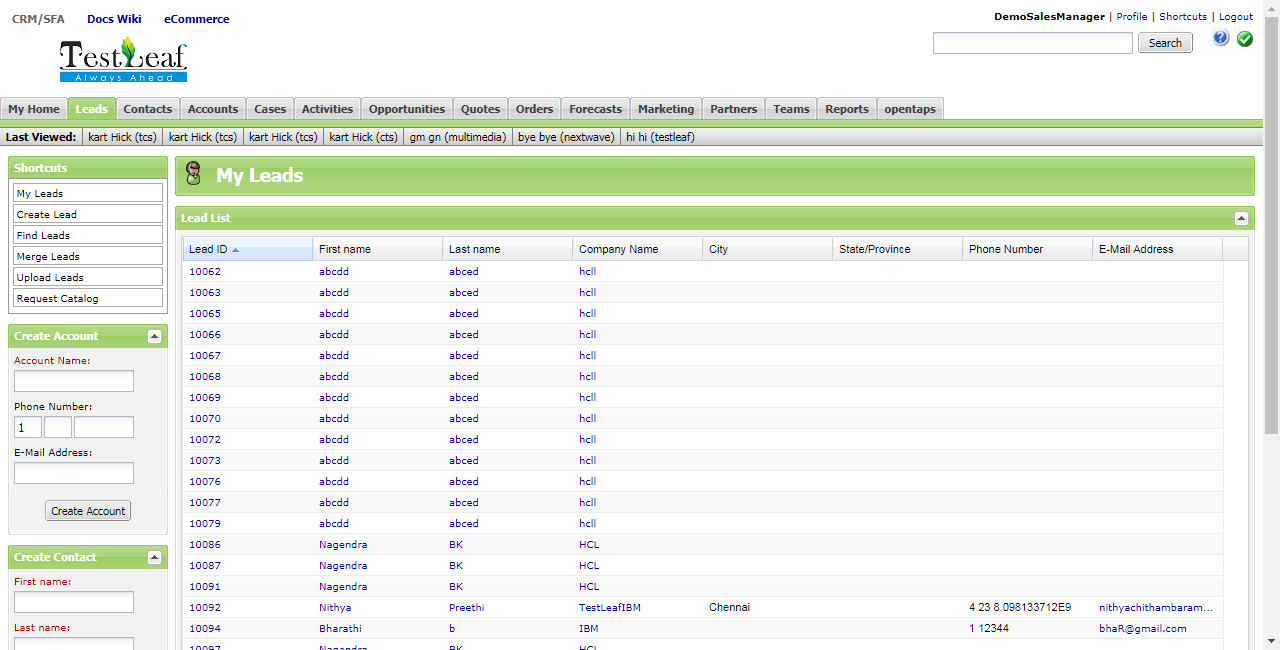 CRM/SFA Docs Wiki eCommerce
DemoSalesManager | Profile | Shortcuts | Logout
Search
TestLeaf
Always Ahead
My Home Leads Contacts Accounts Cases Activities Opportunities Quotes Orders Forecasts Marketing Partners Teams Reports opentaps
Last Viewed: kart Hick (tcs) kart Hick (tcs) kart Hick (tcs) kart Hick (cts) gm gn (multimedia) bye bye (nextwave) hi hi (testleaf)
Shortcuts
My Leads
Create Lead
Find Leads
Merge Leads
Upload Leads
Request Catalog
Create Account
Account Name:
Phone Number:
1
E-Mail Address:
Create Account
Create Contact
First name:
Last name:
My Leads
Lead List
Lead ID First name Last name Company Name City State/Province Phone Number E-Mail Address
10062 abcdd abced hcll
10063 abcdd abced hcll
10065 abcdd abced hcll
10066 abcdd abced hcll
10067 abcdd abced hcll
10068 abcdd abced hcll
10069 abcdd abced hcll
10070 abcdd abced hcll
10072 abcdd abced hcll
10073 abcdd abced hcll
10076 abcdd abced hcll
10077 abcdd abced hcll
10079 abcdd abced hcll
10086 Nagendra BK HCL
10087 Nagendra BK HCL
10091 Nagendra BK HCL
10092 Nithya Preethi TestLeafIBM Chennai 4 23 8.098133712E9 nithyachithambaram...
10094 Bharathi b IBM 1 12344 bhaR@gmail.com
10097 Nagendra BK HCL